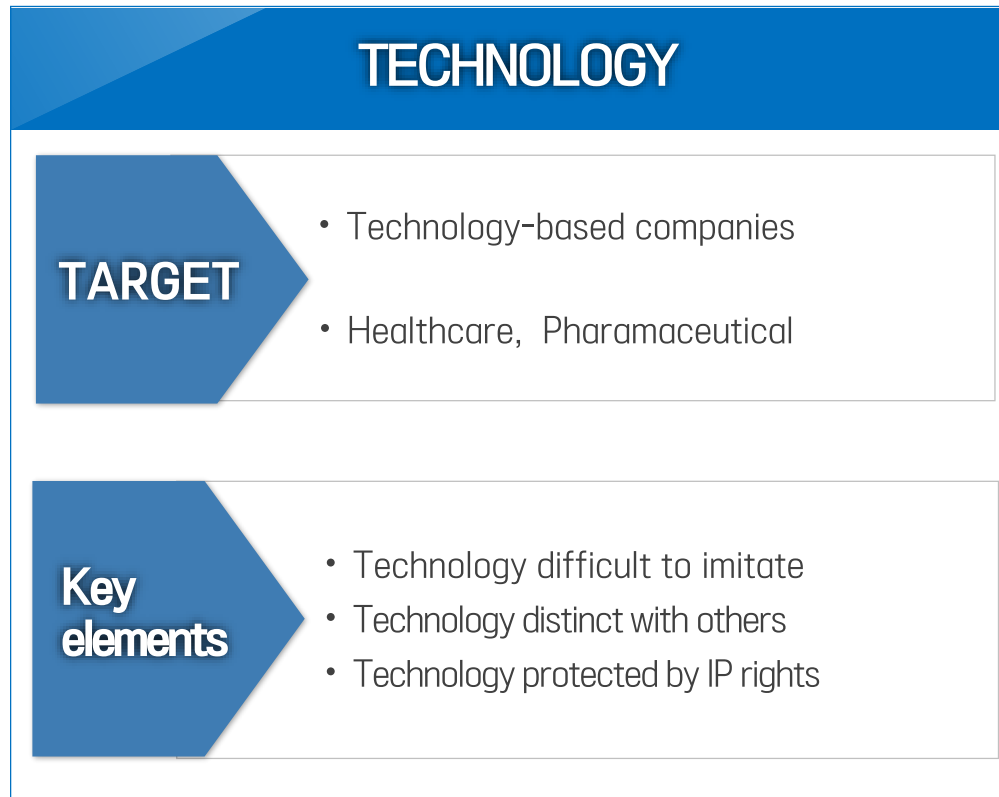 TECHNOLOGY
TARGET
• Technology-based companies
• Healthcare, Pharamaceutical
Key
elements
• Technology difficult to imitate
• Technology distinct with others
• Technology protected by IP rights